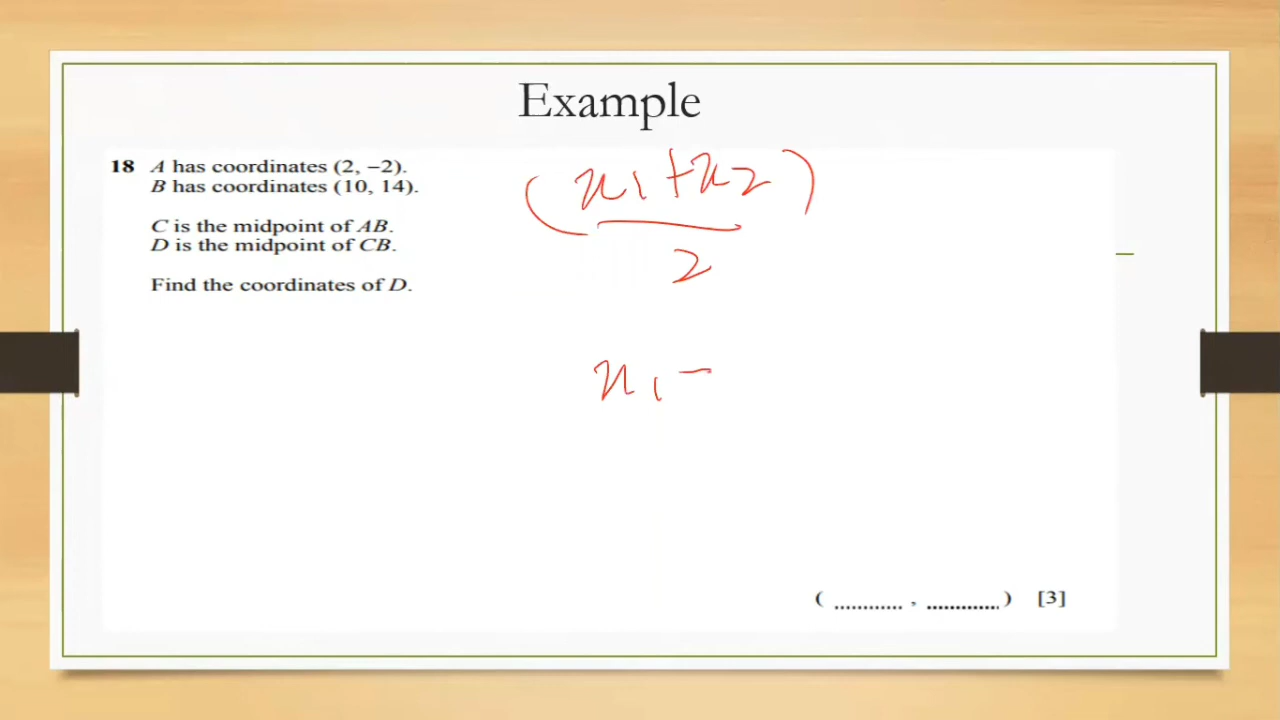 Example
18 A has coordinates (2, −2).
B has coordinates (10, 14).
C is the midpoint of AB.
D is the midpoint of CB.
Find the coordinates of D.
( x1 + x2 )
2
x1 -
( ............ , ............. ) [3]